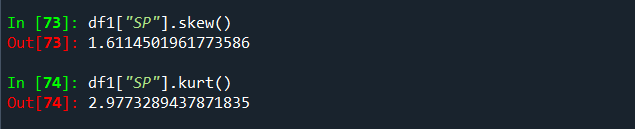 In [73]: df1["SP"].skew()
Out[73]: 1.6114501961773586
In [74]: df1["SP"].kurt()
Out[74]: 2.9773289437871835